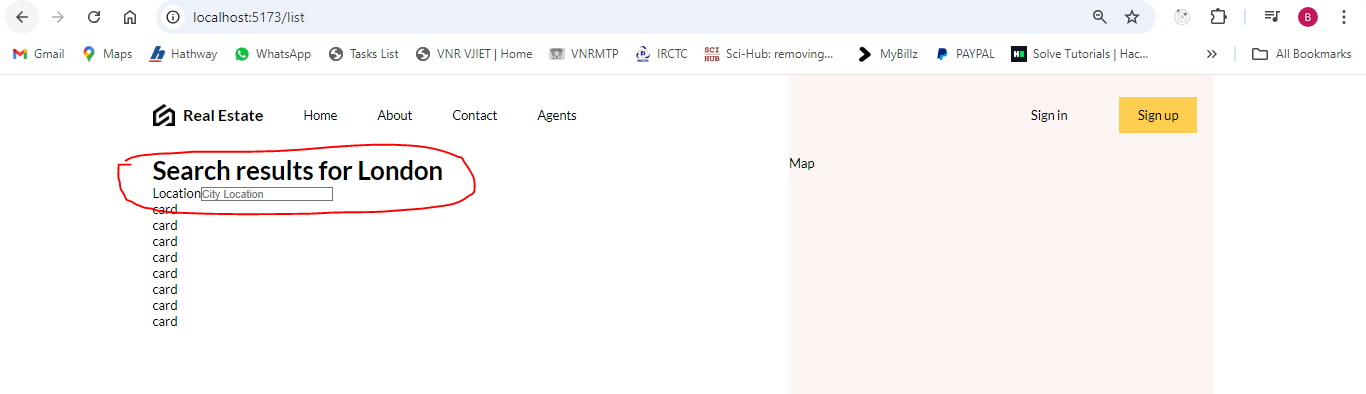 localhost:5173/list
B
Gmail Maps Hathway WhatsApp Tasks List VNR VJIET | Home VNRMTP IRCTC SCI HUB Sci-Hub: removing... MyBillz PAYPAL H Solve Tutorials | Hac... » All Bookmarks
Real Estate Home About Contact Agents Sign in Sign up
Search results for London
Map
Location City Location
card
card
card
card
card
card
card
card